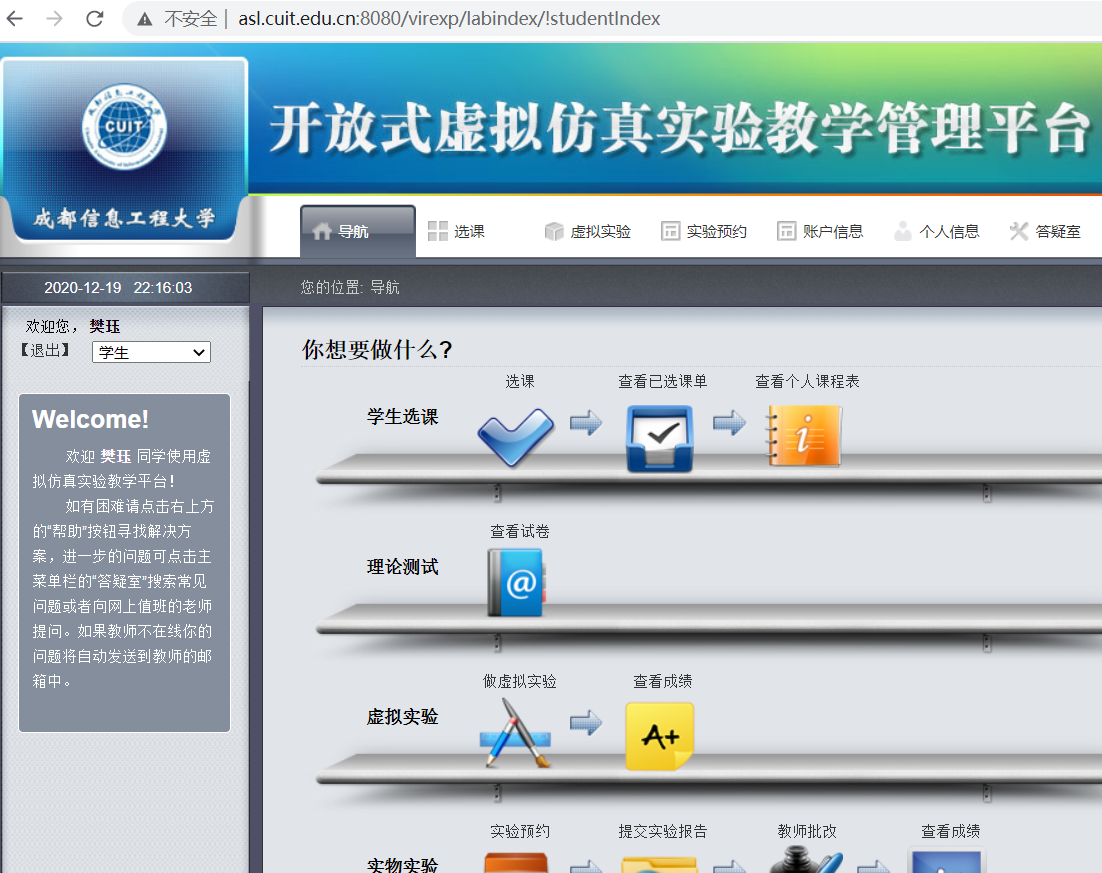 不安全 | asl.cuit.edu.cn:8080/virexp/labindex/!studentIndex
CUIT
成都信息工程大学
开放式虚拟仿真实验教学管理平台
导航 选课 虚拟实验 实验预约 账户信息 个人信息 答疑室
2020-12-19 22:16:03
您的位置: 导航
欢迎您， 樊珏
【退出】 学生
Welcome!
欢迎 樊珏 同学使用虚
拟仿真实验教学平台！
如有困难请点击右上方
的“帮助”按钮寻找解决方
案，进一步的问题可点击主
菜单栏的“答疑室”搜索常见
问题或者向网上值班的老师
提问。如果教师不在线你的
问题将自动发送到教师的邮
箱中。
你想要做什么?
选课 查看已选课单 查看个人课程表
学生选课
查看试卷
理论测试
@
做虚拟实验 查看成绩
虚拟实验
A+
实验预约 提交实验报告 教师批改 查看成绩
实物实验